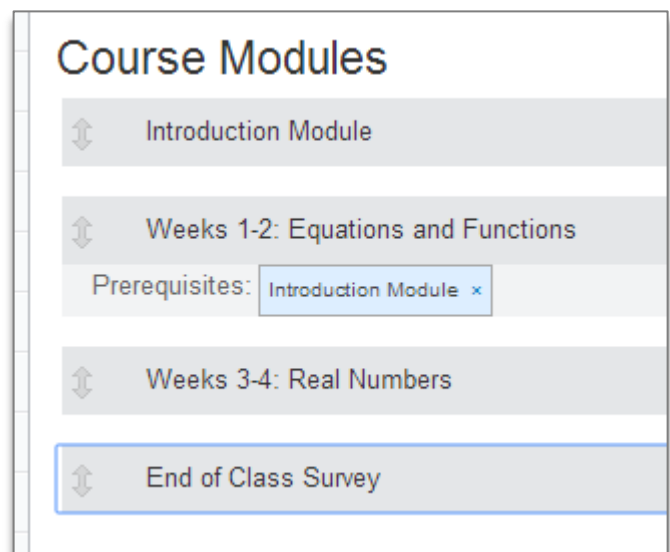 Course Modules
Introduction Module
Weeks 1-2: Equations and Functions
Prerequisites: Introduction Module ×
Weeks 3-4: Real Numbers
End of Class Survey